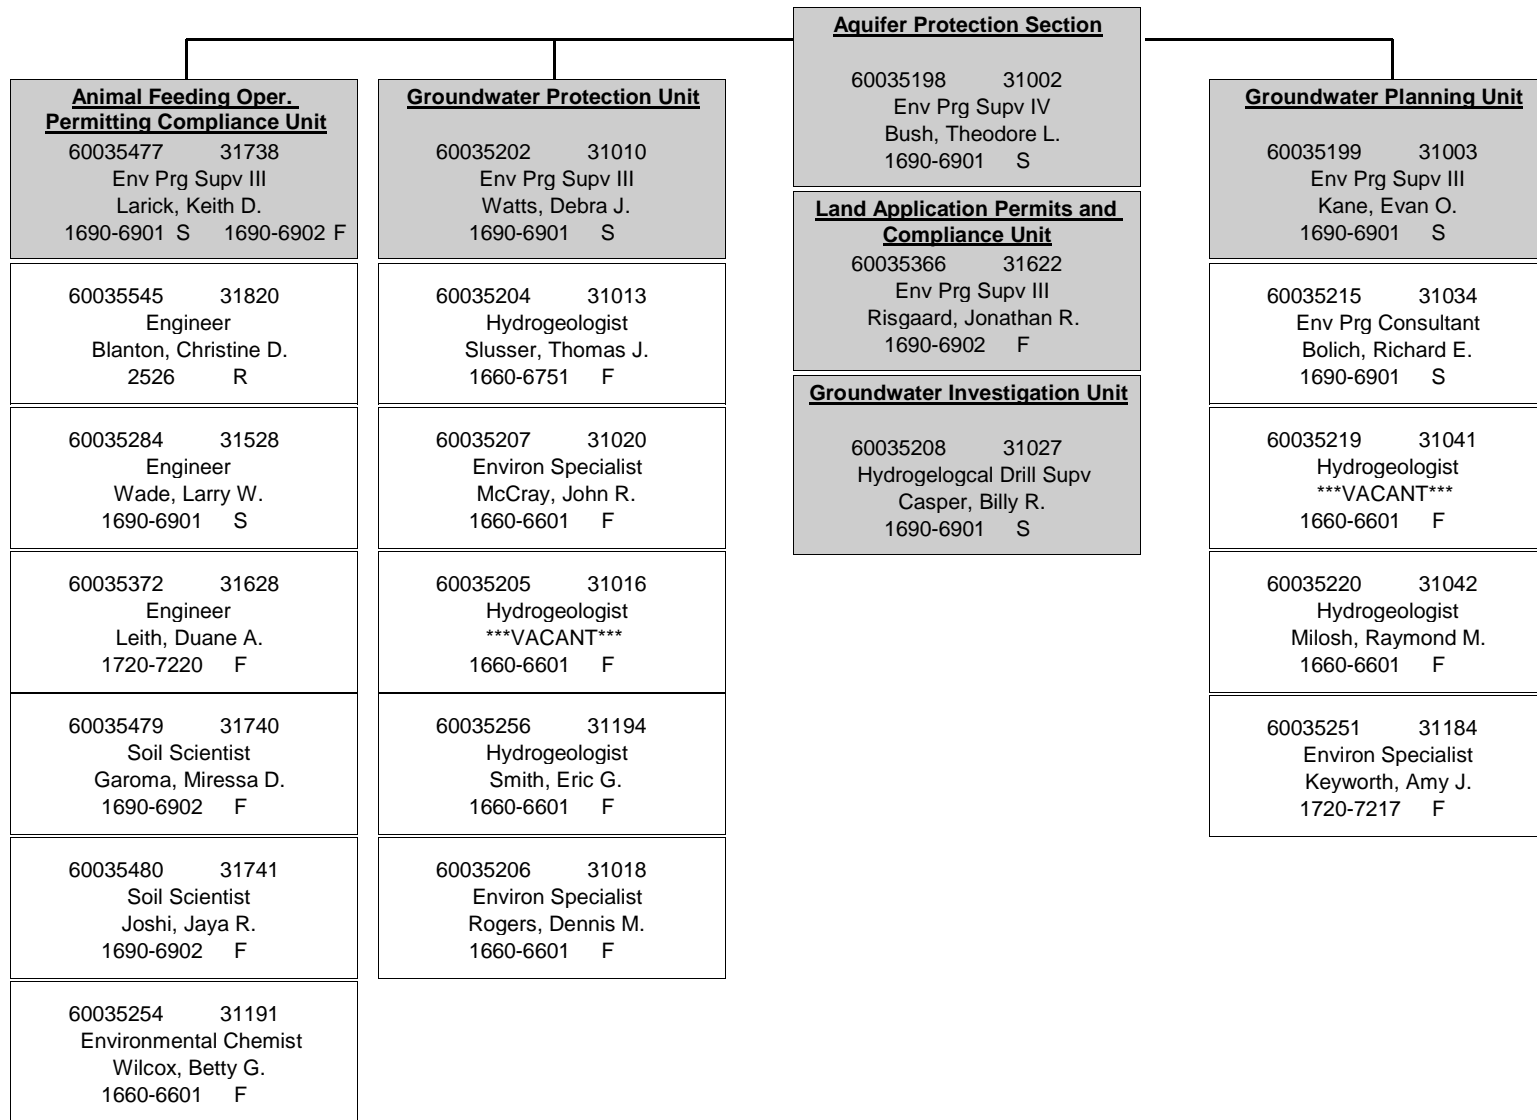 Aquifer Protection Section
60035198 31002
Env Prg Supv IV
Bush, Theodore L.
1690-6901 S
Animal Feeding Oper.
Permitting Compliance Unit
60035477 31738
Env Prg Supv III
Larick, Keith D.
1690-6901 S 1690-6902 F
60035545 31820
Engineer
Blanton, Christine D.
2526 R
60035284 31528
Engineer
Wade, Larry W.
1690-6901 S
60035372 31628
Engineer
Leith, Duane A.
1720-7220 F
60035479 31740
Soil Scientist
Garoma, Miressa D.
1690-6902 F
60035480 31741
Soil Scientist
Joshi, Jaya R.
1690-6902 F
60035254 31191
Environmental Chemist
Wilcox, Betty G.
1660-6601 F
Groundwater Protection Unit
60035202 31010
Env Prg Supv III
Watts, Debra J.
1690-6901 S
60035204 31013
Hydrogeologist
Slusser, Thomas J.
1660-6751 F
60035207 31020
Environ Specialist
McCray, John R.
1660-6601 F
60035205 31016
Hydrogeologist
***VACANT***
1660-6601 F
60035256 31194
Hydrogeologist
Smith, Eric G.
1660-6601 F
60035206 31018
Environ Specialist
Rogers, Dennis M.
1660-6601 F
Land Application Permits and
Compliance Unit
60035366 31622
Env Prg Supv III
Risgaard, Jonathan R.
1690-6902 F
Groundwater Investigation Unit
60035208 31027
Hydrogelogcal Drill Supv
Casper, Billy R.
1690-6901 S
Groundwater Planning Unit
60035199 31003
Env Prg Supv III
Kane, Evan O.
1690-6901 S
60035215 31034
Env Prg Consultant
Bolich, Richard E.
1690-6901 S
60035219 31041
Hydrogeologist
***VACANT***
1660-6601 F
60035220 31042
Hydrogeologist
Milosh, Raymond M.
1660-6601 F
60035251 31184
Environ Specialist
Keyworth, Amy J.
1720-7217 F